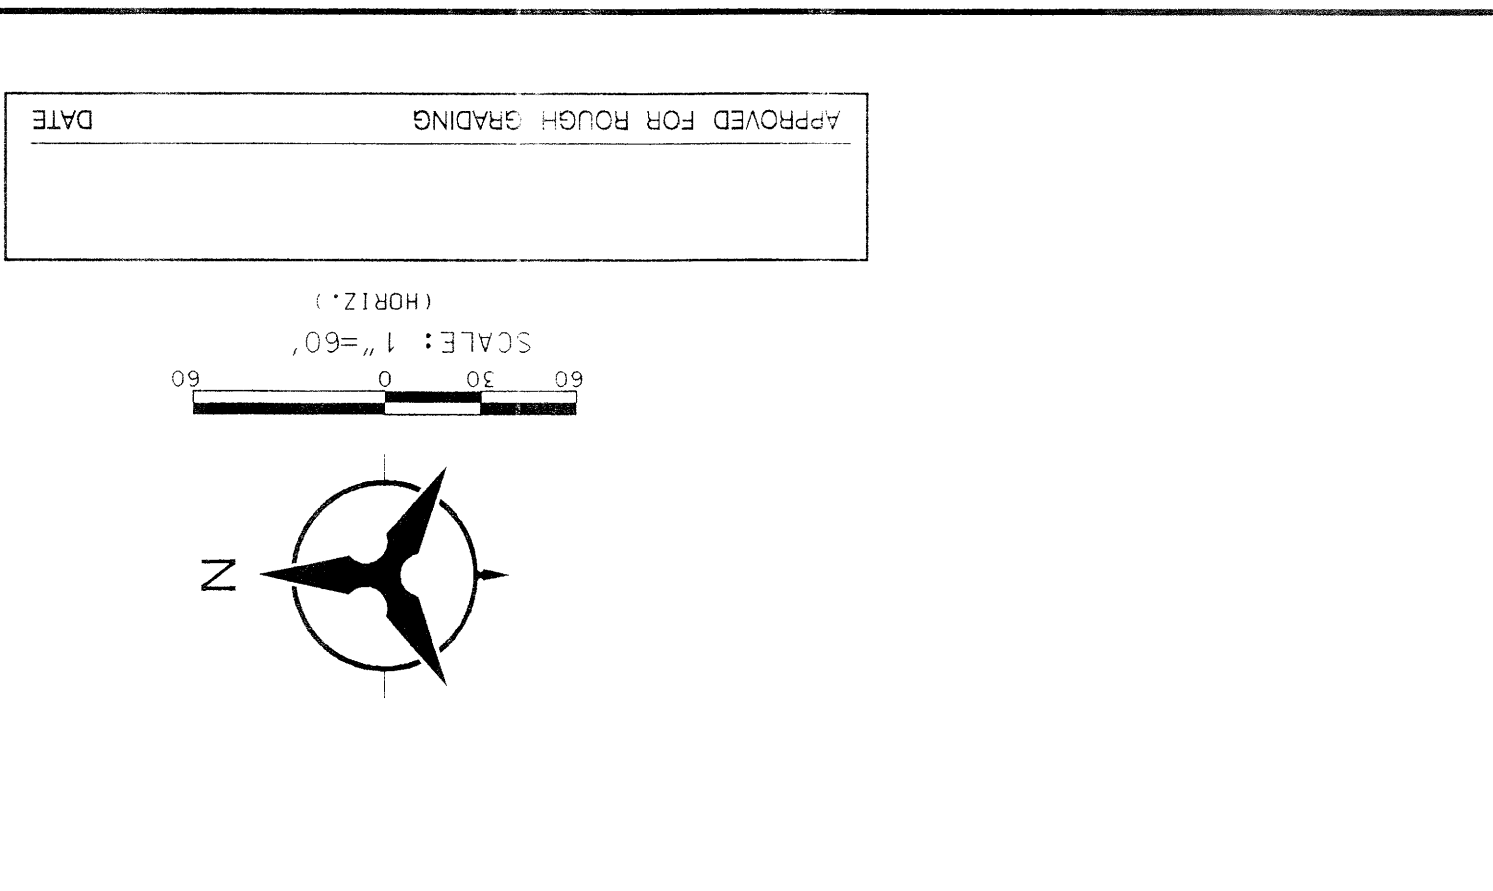 N
60 30 0 60
SCALE: 1"=60'
(HORIZ.)
APPROVED FOR ROUGH GRADING DATE